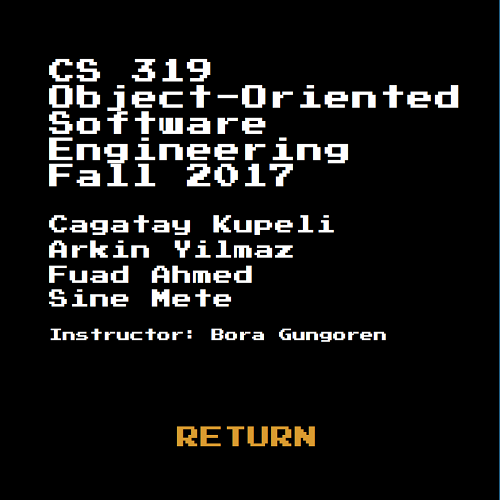 CS 319
Object-Oriented
Software
Engineering
Fall 2017
Cagatay Kupeli
Arkin Yilmaz
Fuad Ahmed
Sine Mete
Instructor: Bora Gungoren
RETURN